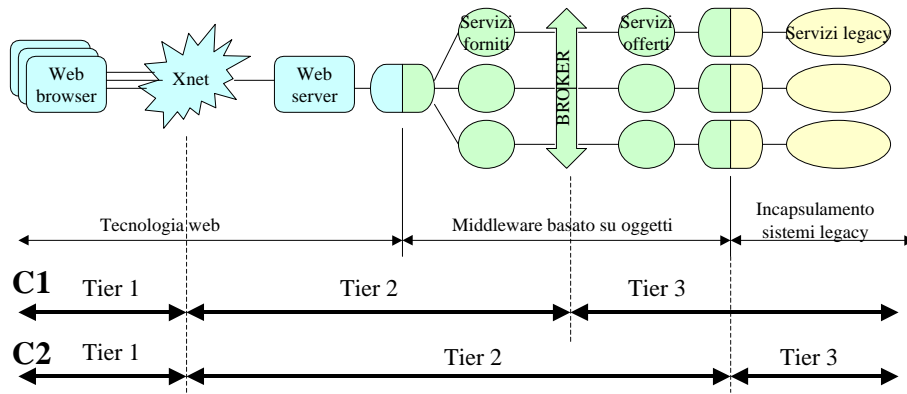 Web
browser
Xnet
Web
server
Servizi
forniti
BROKER
Servizi
offerti
Servizi legacy
Tecnologia web
Middleware basato su oggetti
Incapsulamento
sistemi legacy
C1
Tier 1
Tier 2
Tier 3
C2
Tier 1
Tier 2
Tier 3